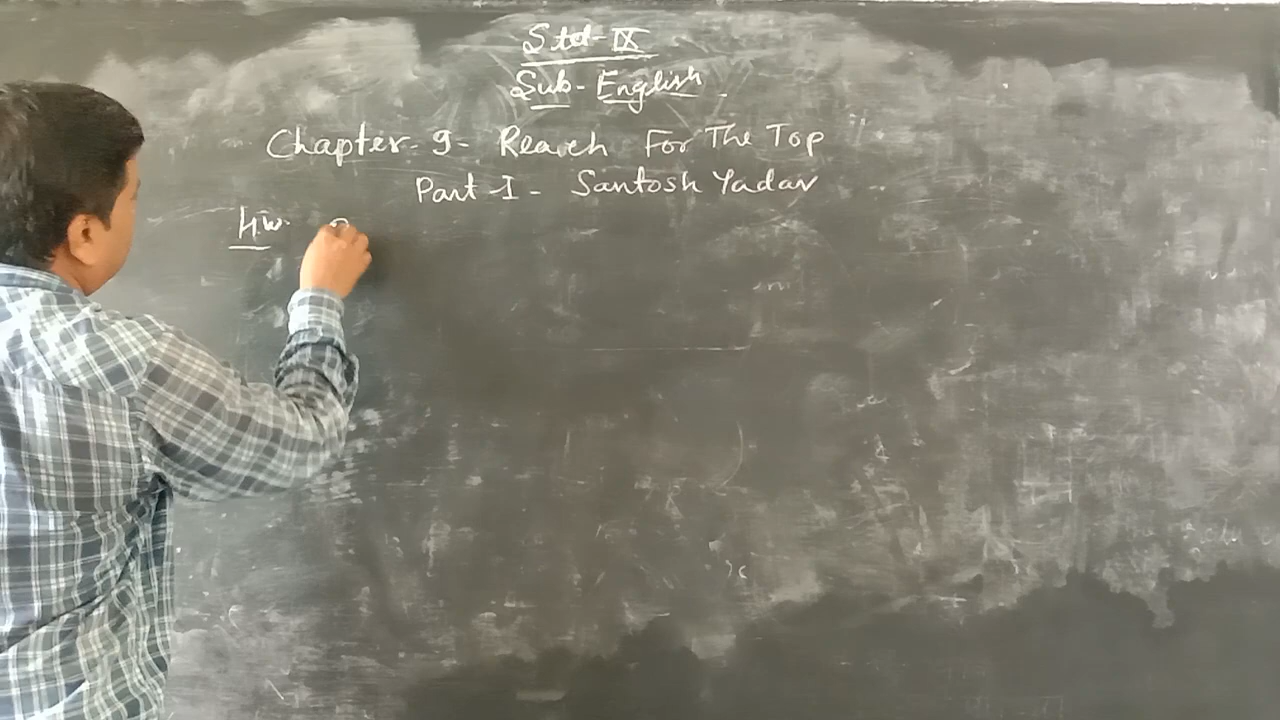 Std-IX
Sub-English
Chapter-9- Reach For The Top
Part-I- Santosh Yadav
H.W.